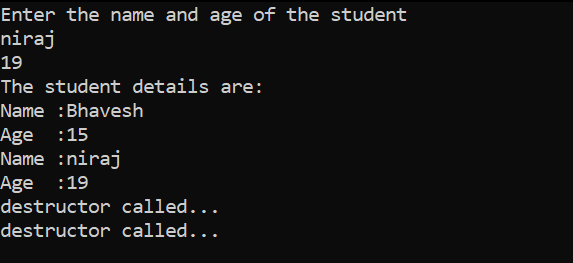 Enter the name and age of the student
niraj
19
The student details are:
Name :Bhavesh
Age  :15
Name :niraj
Age  :19
destructor called...
destructor called...